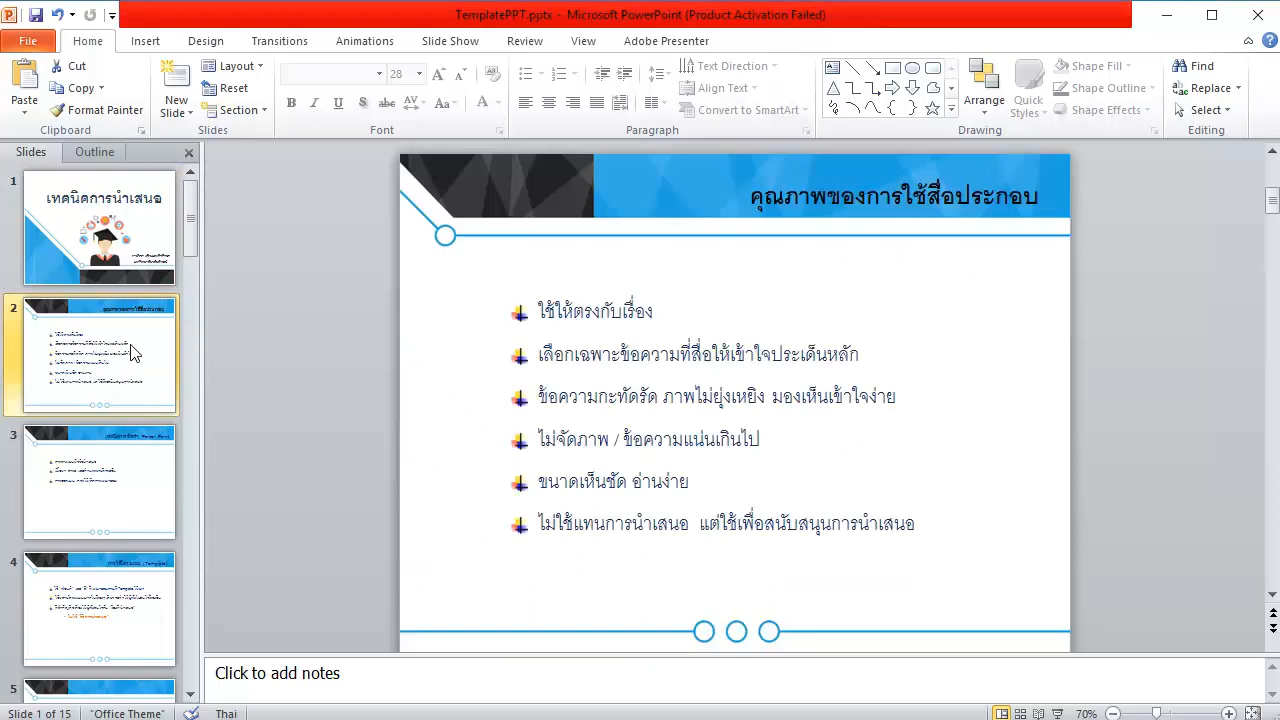 TemplatePPT.pptx - Microsoft PowerPoint (Product Activation Failed)
File Home Insert Design Transitions Animations Slide Show Review View Adobe Presenter
Paste
Cut
Copy
Format Painter
Clipboard
New Slide
Layout
Reset
Section
Slides
28
Font
Text Direction
Align Text
Convert to SmartArt
Paragraph
Arrange
Quick Styles
Shape Fill
Shape Outline
Shape Effects
Drawing
Find
Replace
Select
Editing
Slides Outline
1
เทคนิคการนำเสนอ
2
3
4
5
คุณภาพของการใช้สื่อประกอบ
ใช้ให้ตรงกับเรื่อง
เลือกเฉพาะข้อความที่สื่อให้เข้าใจประเด็นหลัก
ข้อความกะทัดรัด ภาพไม่ยุ่งเหยิง มองเห็นเข้าใจง่าย
ไม่จัดภาพ / ข้อความแน่นเกินไป
ขนาดเห็นชัด อ่านง่าย
ไม่ใช้แทนการนำเสนอ แต่ใช้เพื่อสนับสนุนการนำเสนอ
Click to add notes
Slide 1 of 15 "Office Theme" Thai 70%